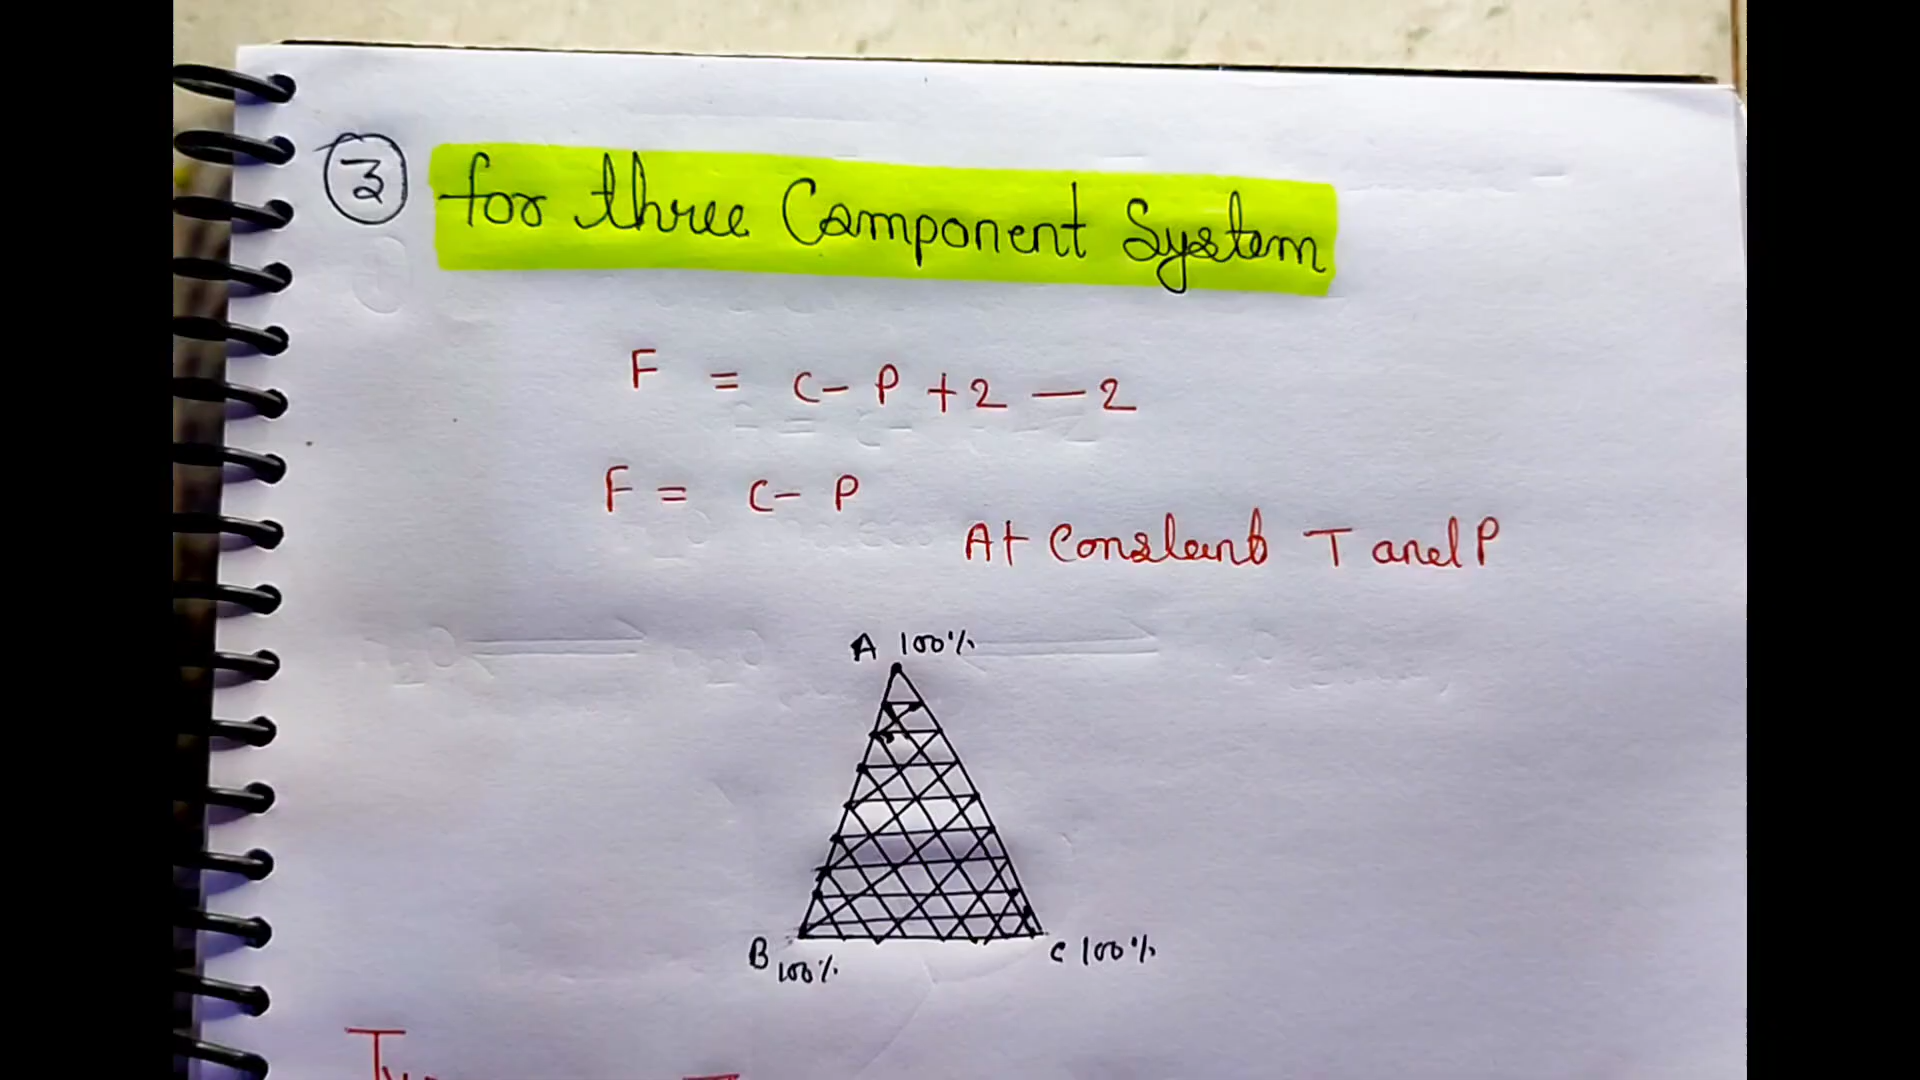 3 for three Component System
F = C - P + 2 - 2
F = C - P
At Constant T and P
A 100%
B 100%
C 100%